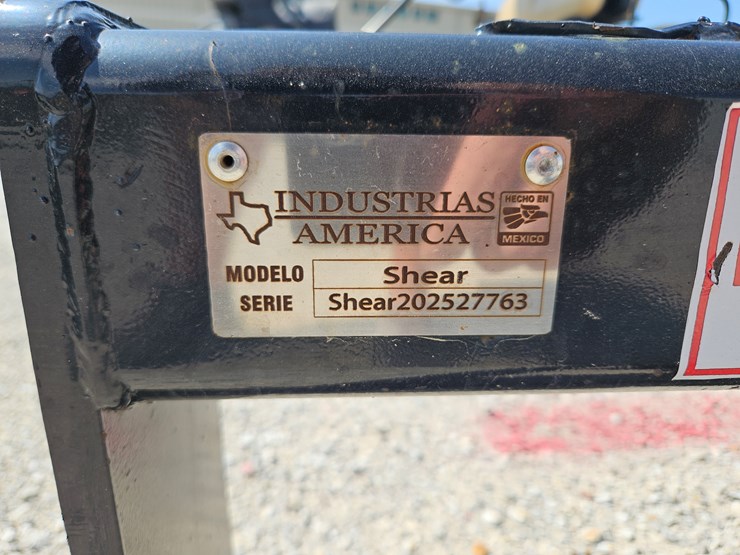 INDUSTRIAS
AMERICA
HECHO EN
MEXICO
MODELO Shear
SERIE Shear202527763